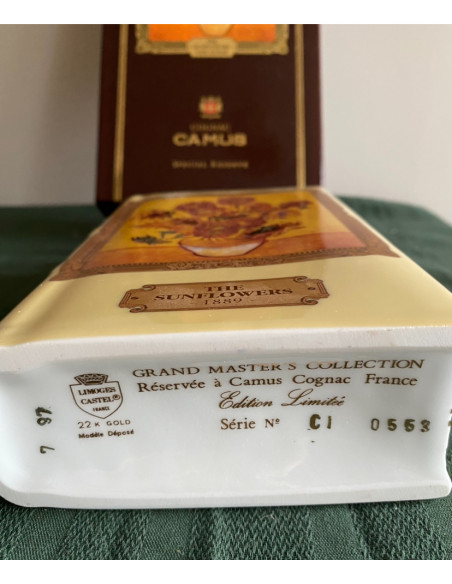 COGNAC
CAMUS
SPECIAL RESERVE
THE
SUNFLOWERS
1889
GRAND MASTER'S COLLECTION
Réservée à Camus Cognac France
Edition Limitée
Série Nº C1 0553
LIMOGES
CASTEL®
FRANCE
22 K GOLD
Modèle Déposé
7 97